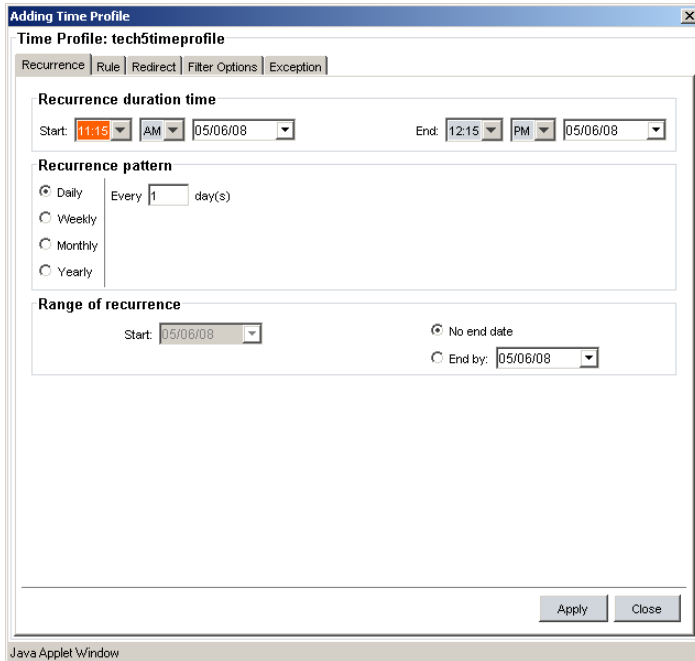 Adding Time Profile
Time Profile: tech5timeprofile
Recurrence Rule Redirect Filter Options Exception
Recurrence duration time
Start: 11:15 AM 05/06/08 End: 12:15 PM 05/06/08
Recurrence pattern
Daily Every 1 day(s)
Weekly
Monthly
Yearly
Range of recurrence
Start: 05/06/08 No end date
End by: 05/06/08
Apply Close
Java Applet Window